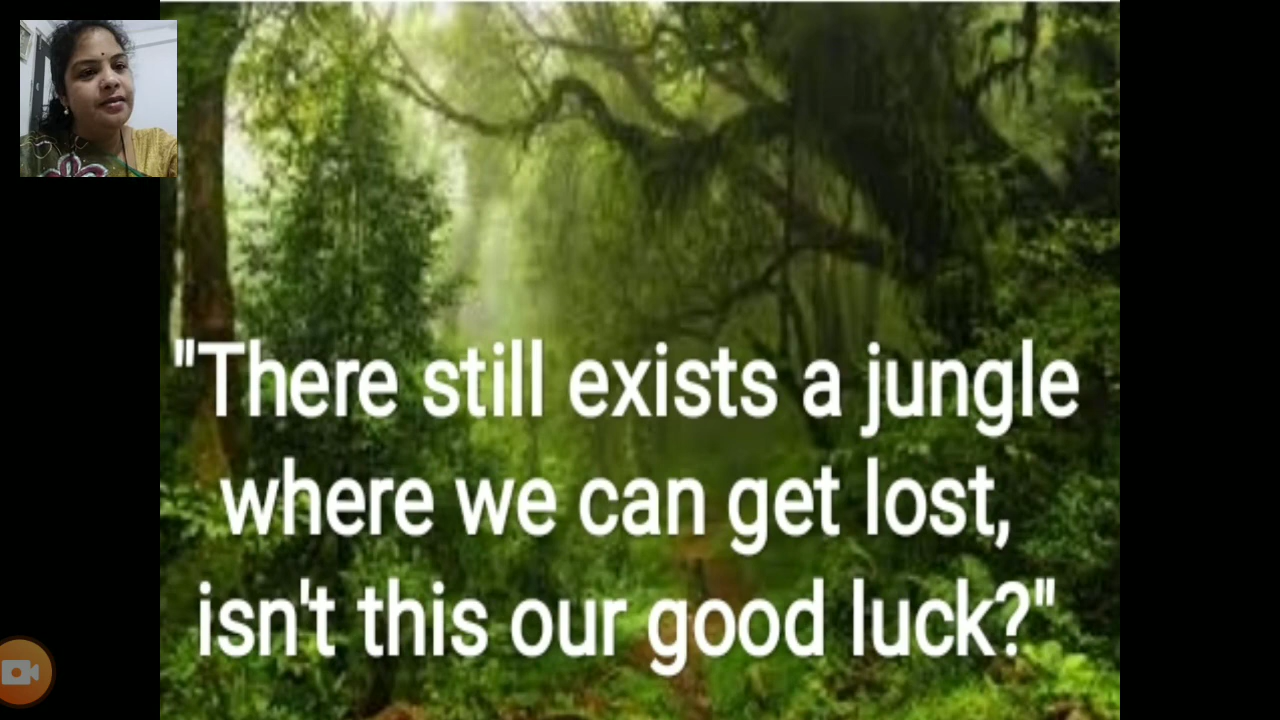 "There still exists a jungle
where we can get lost,
isn't this our good luck?"